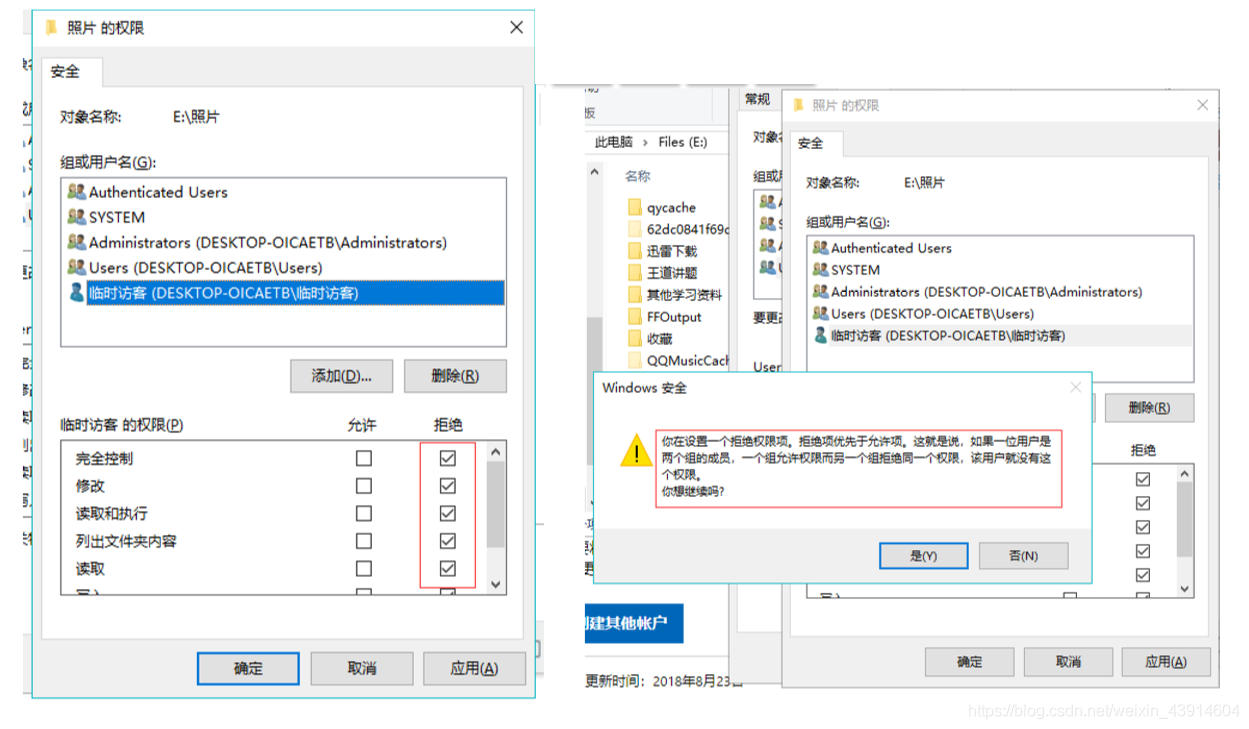 照片 的权限
安全
对象名称: E:\照片
组或用户名(G):
Authenticated Users
SYSTEM
Administrators (DESKTOP-OICAETB\Administrators)
Users (DESKTOP-OICAETB\Users)
临时访客 (DESKTOP-OICAETB\临时访客)
添加(D)...
删除(R)
临时访客 的权限(P) 允许 拒绝
完全控制
修改
读取和执行
列出文件夹内容
读取
确定
取消
应用(A)
此电脑 › Files (E:)
名称
qycache
62dc0841f69c
迅雷下载
王道讲题
其他学习资料
FFOutput
收藏
QQMusicCach
常规
对象
组或
要更改
User
创建其他帐户
更新时间: 2018年8月23日
照片 的权限
安全
对象名称: E:\照片
组或用户名(G):
Authenticated Users
SYSTEM
Administrators (DESKTOP-OICAETB\Administrators)
Users (DESKTOP-OICAETB\Users)
临时访客 (DESKTOP-OICAETB\临时访客)
删除(R)
拒绝
Windows 安全
你在设置一个拒绝权限项。拒绝项优先于允许项。这就是说，如果一位用户是
两个组的成员，一个组允许权限而另一个组拒绝同一个权限，该用户就没有这
个权限。
你想继续吗?
是(Y)
否(N)
确定
取消
应用(A)
https://blog.csdn.net/weixin_43914604